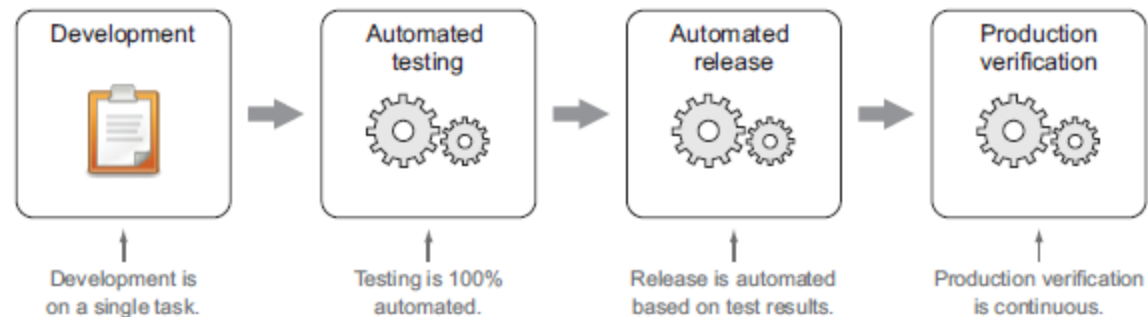 Development
Automated
testing
Automated
release
Production
verification
Development is
on a single task.
Testing is 100%
automated.
Release is automated
based on test results.
Production verification
is continuous.